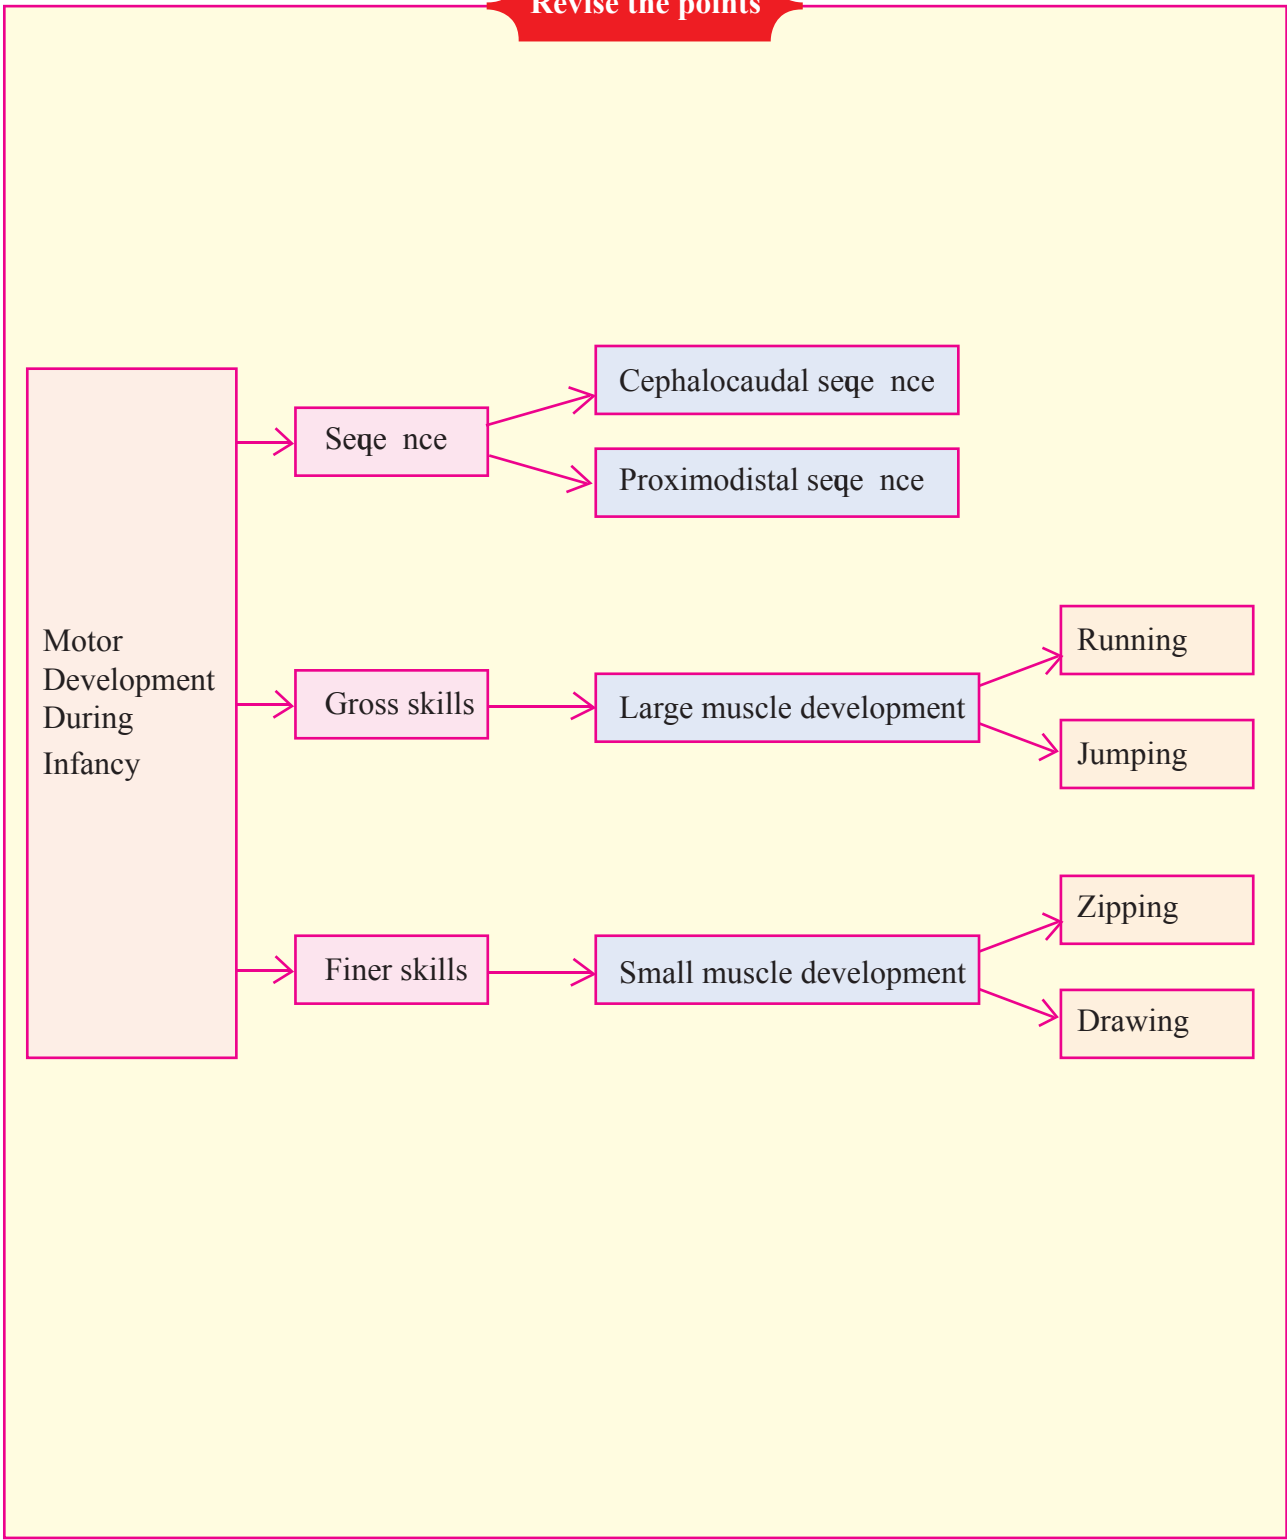 Revise the points
Cephalocaudal seqe nce
Seqe nce
Proximodistal seqe nce
Motor
Development
During
Infancy
Gross skills
Large muscle development
Running
Jumping
Finer skills
Small muscle development
Zipping
Drawing